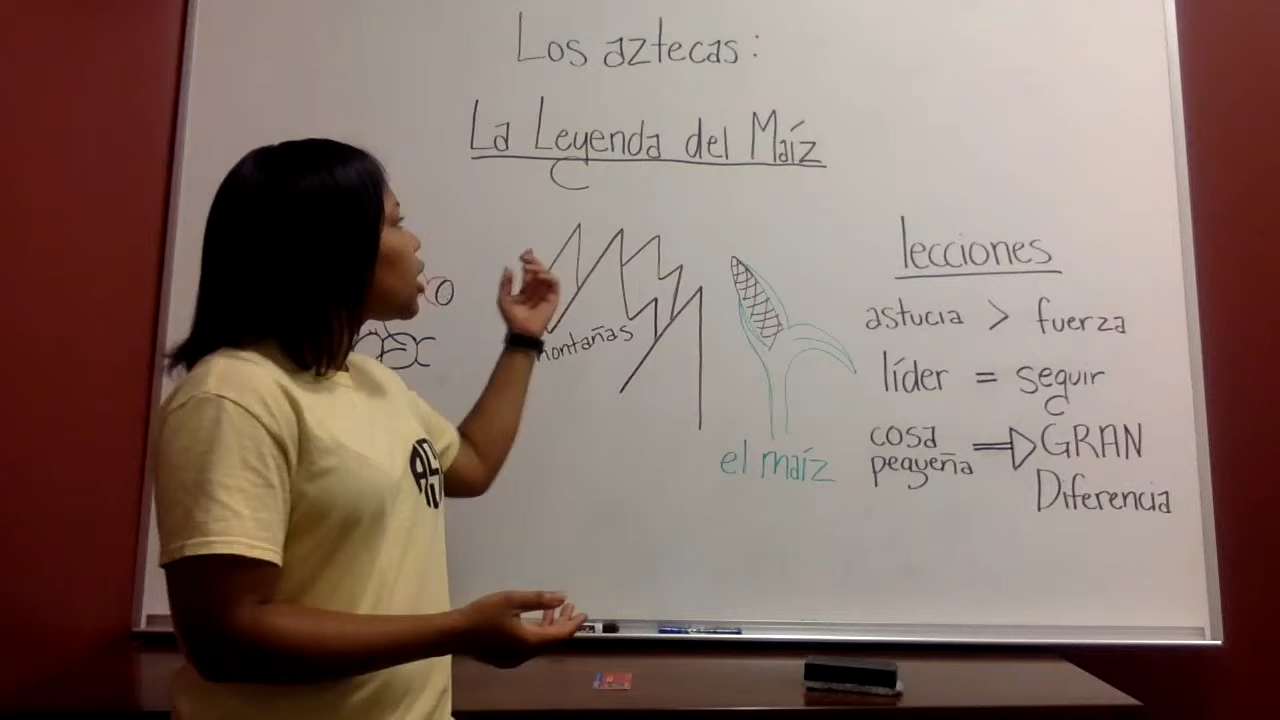 Los aztecas:
La Leyenda del Maíz
montañas
el maíz
lecciones
astucia > fuerza
líder = seguir
cosa pequeña ⇒ GRAN Diferencia